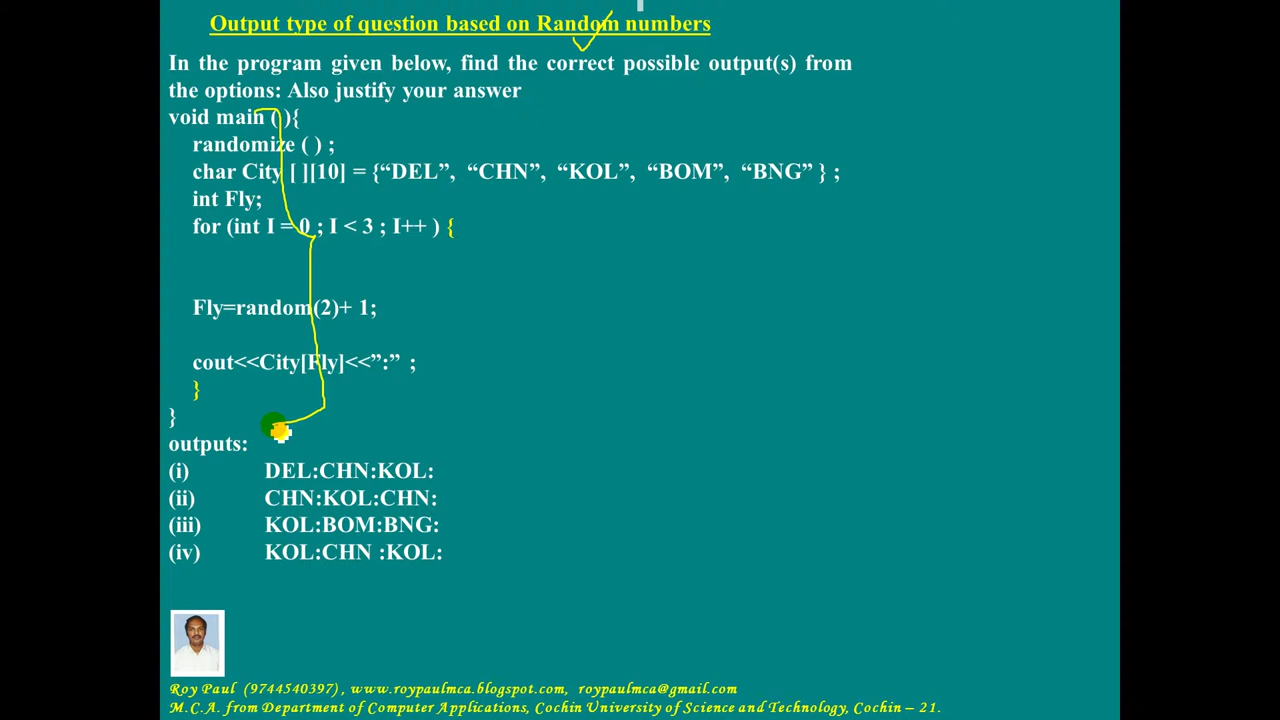 Output type of question based on Random numbers
In the program given below, find the correct possible output(s) from
the options: Also justify your answer
void main ( ){
randomize ( ) ;
char City [ ][10] = {“DEL”, “CHN”, “KOL”, “BOM”, “BNG” } ;
int Fly;
for (int I = 0 ; I < 3 ; I++ ) {
Fly=random(2)+ 1;
cout<<City[Fly]<<”:” ;
}
}
outputs:
(i) DEL:CHN:KOL:
(ii) CHN:KOL:CHN:
(iii) KOL:BOM:BNG:
(iv) KOL:CHN :KOL:
Roy Paul (9744540397) , www.roypaulmca.blogspot.com, roypaulmca@gmail.com
M.C.A. from Department of Computer Applications, Cochin University of Science and Technology, Cochin – 21.